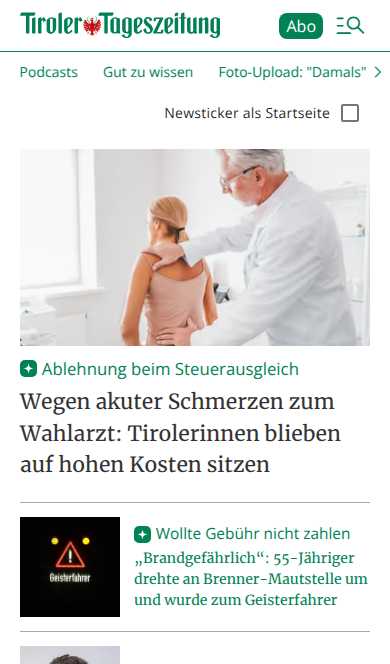 Tiroler Tageszeitung
Abo
Podcasts Gut zu wissen Foto-Upload: "Damals"
Newsticker als Startseite
Ablehnung beim Steuerausgleich
Wegen akuter Schmerzen zum
Wahlarzt: Tirolerinnen blieben
auf hohen Kosten sitzen
Geisterfahrer
Wollte Gebühr nicht zahlen
„Brandgefährlich“: 55-Jähriger
drehte an Brenner-Mautstelle um
und wurde zum Geisterfahrer